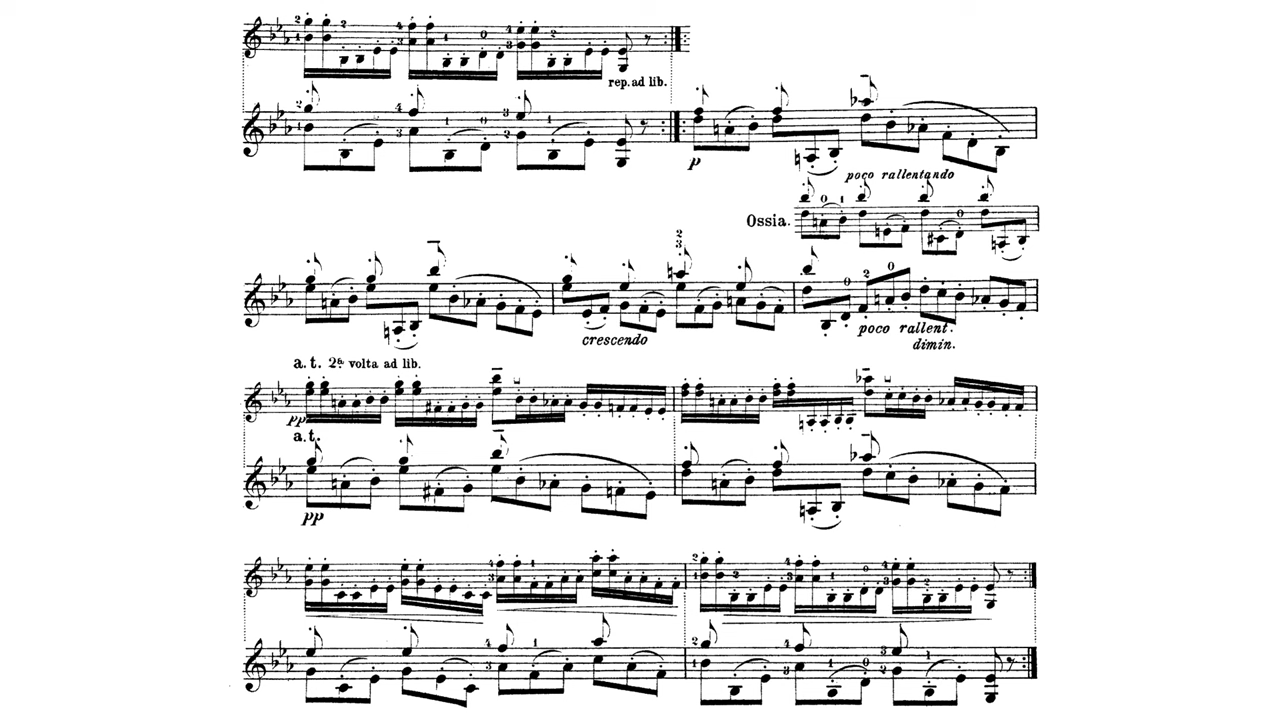 rep. ad lib.
p
poco rallentando
Ossia.
crescendo
poco rallent.
dimin.
a. t. 2ª volta ad lib.
pp
a. t.
pp